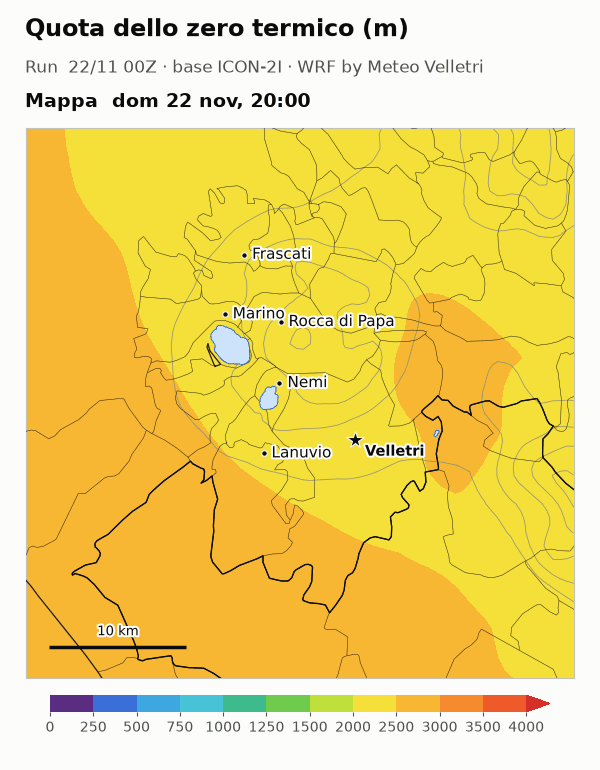 Quota dello zero termico (m)
Run  22/11 00Z · base ICON-2I · WRF by Meteo Velletri
Mappa  dom 22 nov, 20:00
Frascati
Marino
Rocca di Papa
Nemi
Velletri
Lanuvio
10 km
0 250 500 750 1000 1250 1500 2000 2500 3000 3500 4000